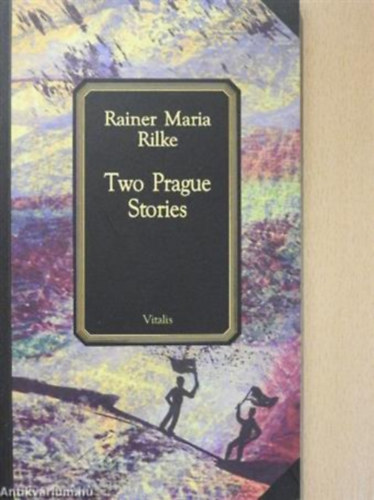 Rainer Maria
Rilke
Two Prague
Stories
Vitalis
Antikvarium.hu